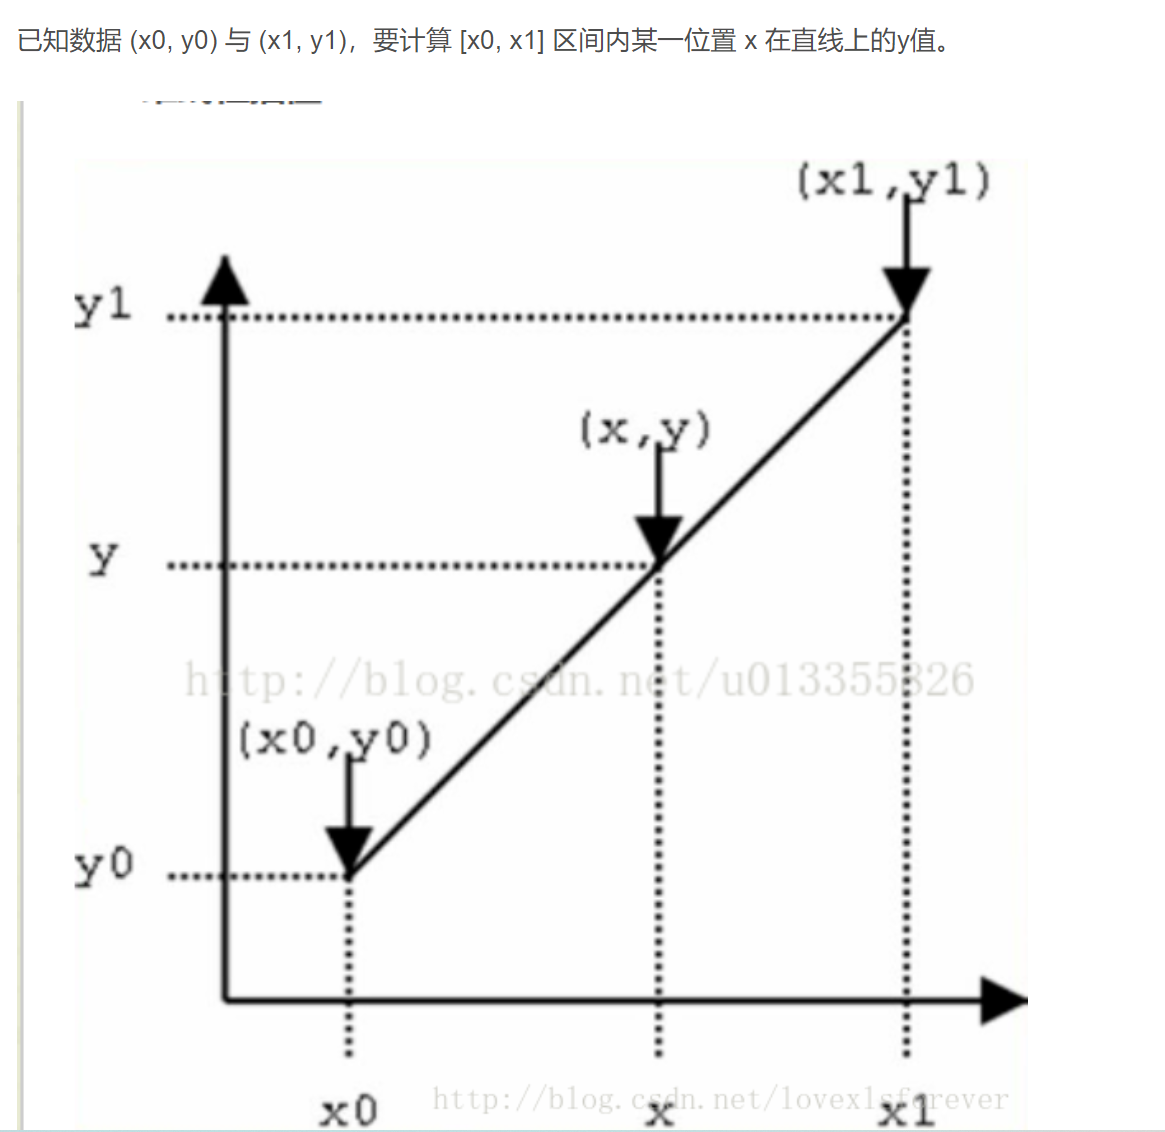 已知数据 (x0, y0) 与 (x1, y1)，要计算 [x0, x1] 区间内某一位置 x 在直线上的y值。
(x1,y1)
y1
(x,y)
y
http://blog.csdn.net/u013355826
(x0,y0)
y0
http://blog.csdn.net/lovexlsforever
x0 x x1